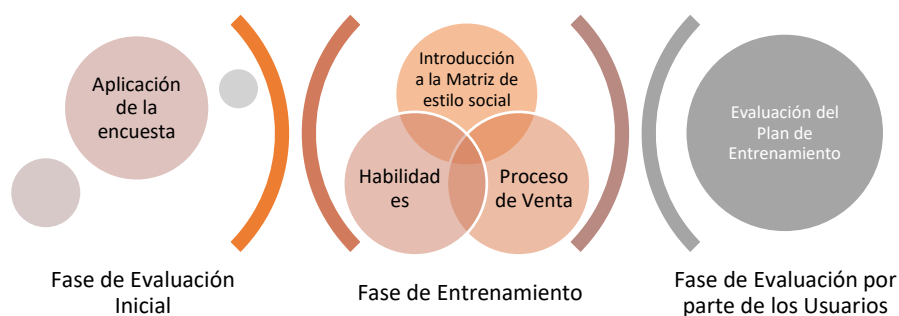 Aplicación
de la
encuesta
Introducción
a la Matriz de
estilo social
Habilidad
es
Proceso
de Venta
Evaluación del
Plan de
Entrenamiento
Fase de Evaluación
Inicial
Fase de Entrenamiento
Fase de Evaluación por
parte de los Usuarios